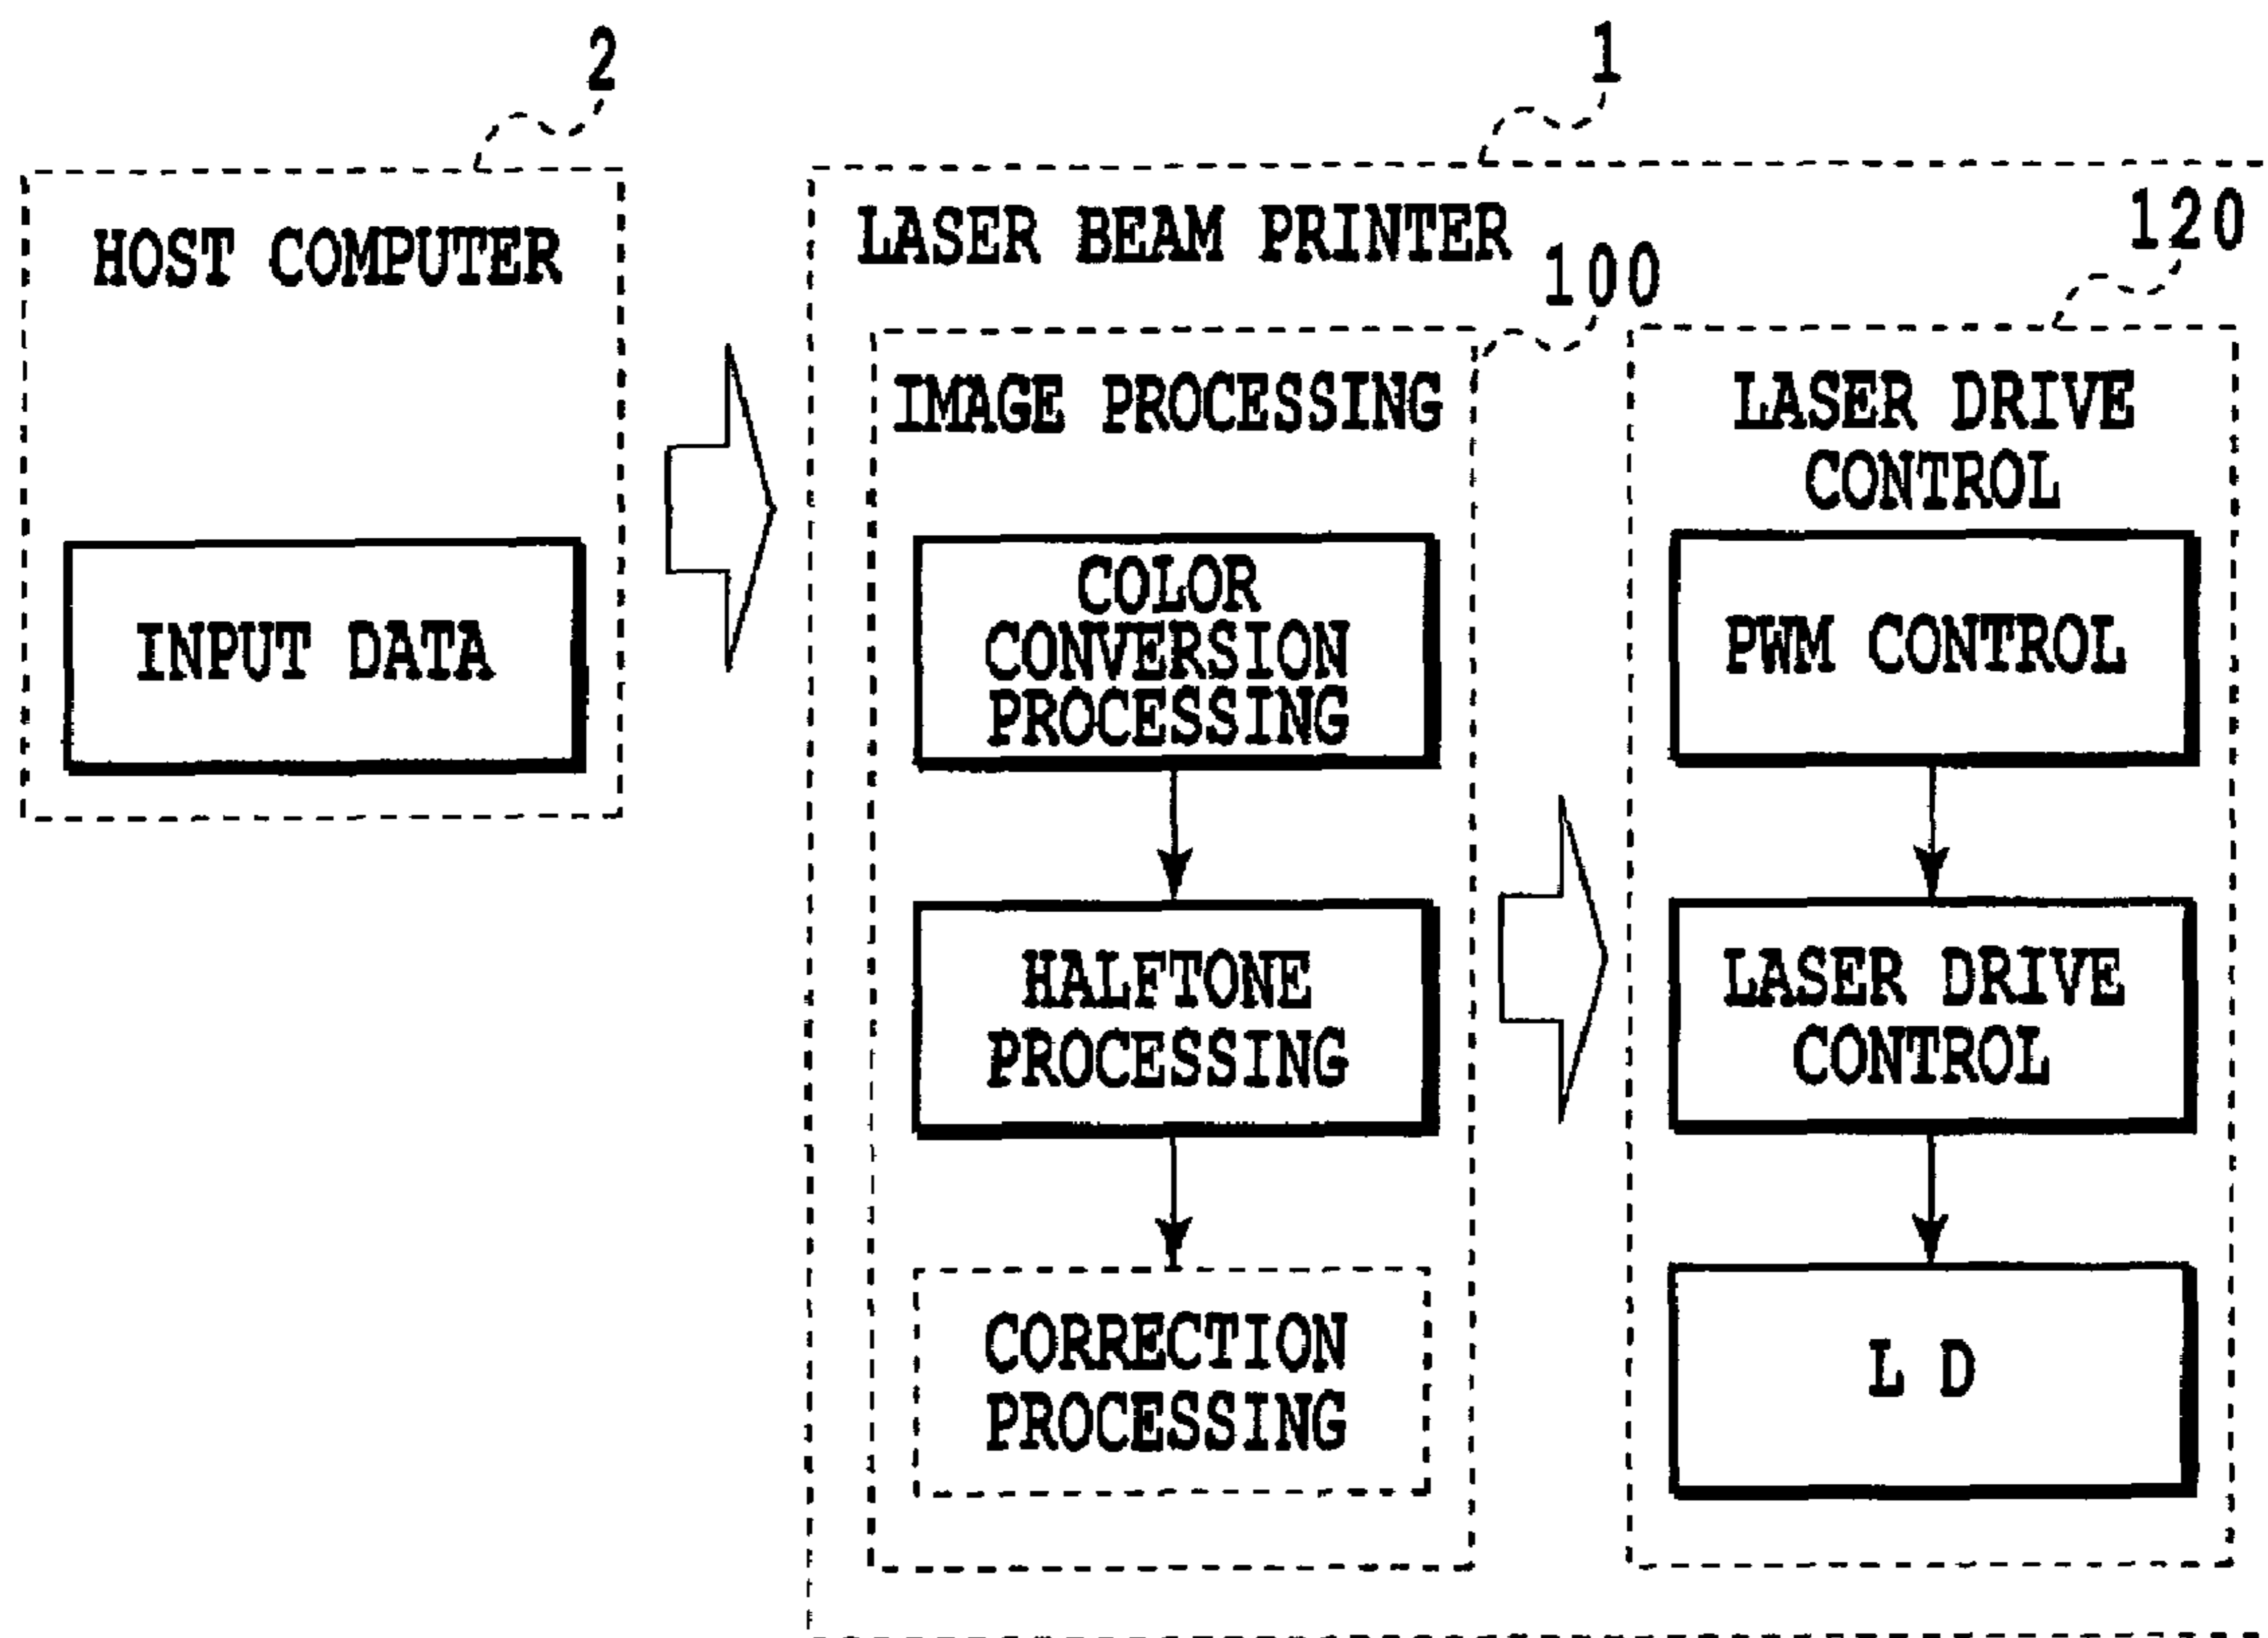 2
HOST COMPUTER
INPUT DATA
1
LASER BEAM PRINTER
100
IMAGE PROCESSING
COLOR
CONVERSION
PROCESSING
HALFTONE
PROCESSING
CORRECTION
PROCESSING
120
LASER DRIVE
CONTROL
PWM CONTROL
LASER DRIVE
CONTROL
L D